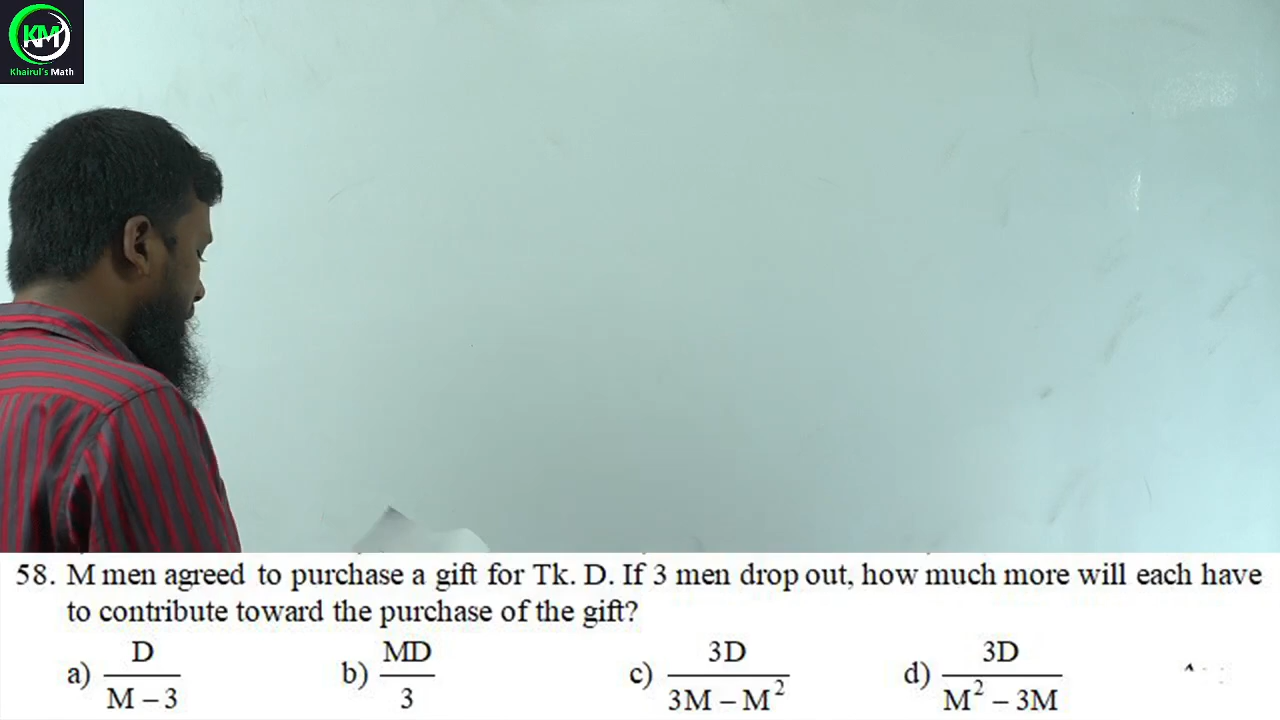 KM
Khairul's Math
58. M men agreed to purchase a gift for Tk. D. If 3 men drop out, how much more will each have
to contribute toward the purchase of the gift?
a) D / (M – 3) b) MD / 3 c) 3D / (3M – M²) d) 3D / (M² – 3M)